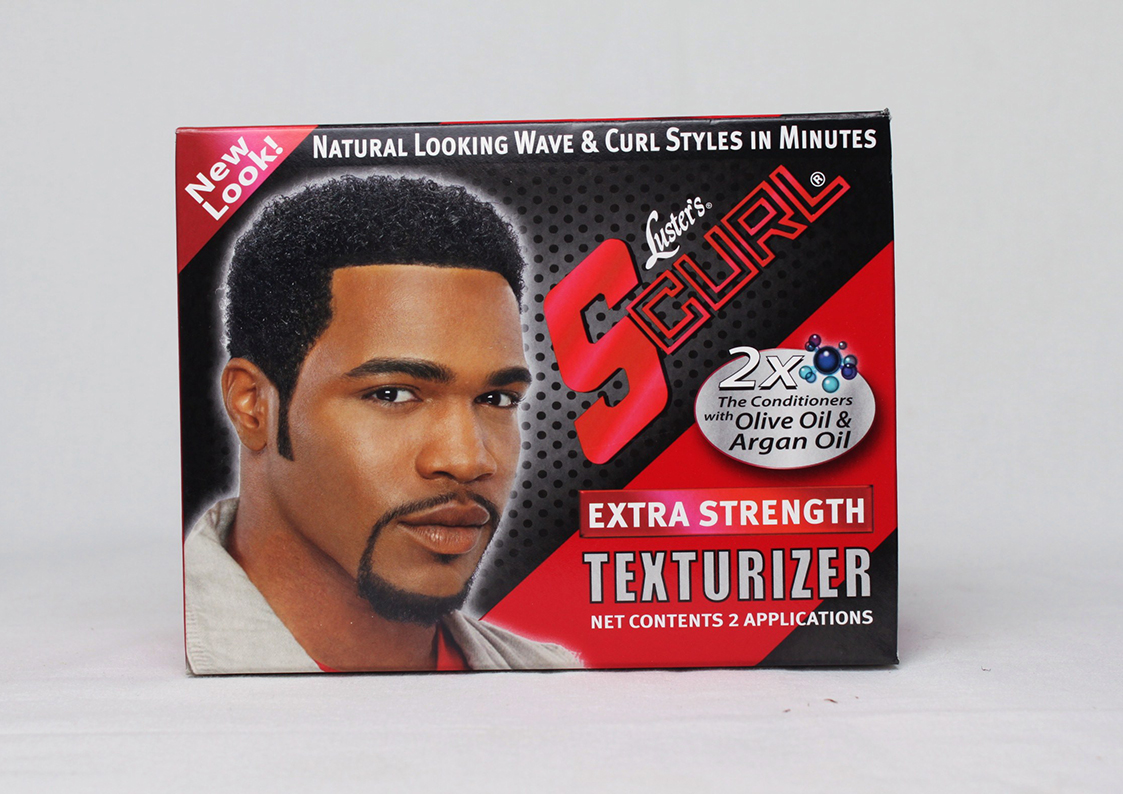 New
Look!
NATURAL LOOKING WAVE & CURL STYLES IN MINUTES
Luster's®
SCURL®
2x
The Conditioners
with Olive Oil &
Argan Oil
EXTRA STRENGTH
TEXTURIZER
NET CONTENTS 2 APPLICATIONS